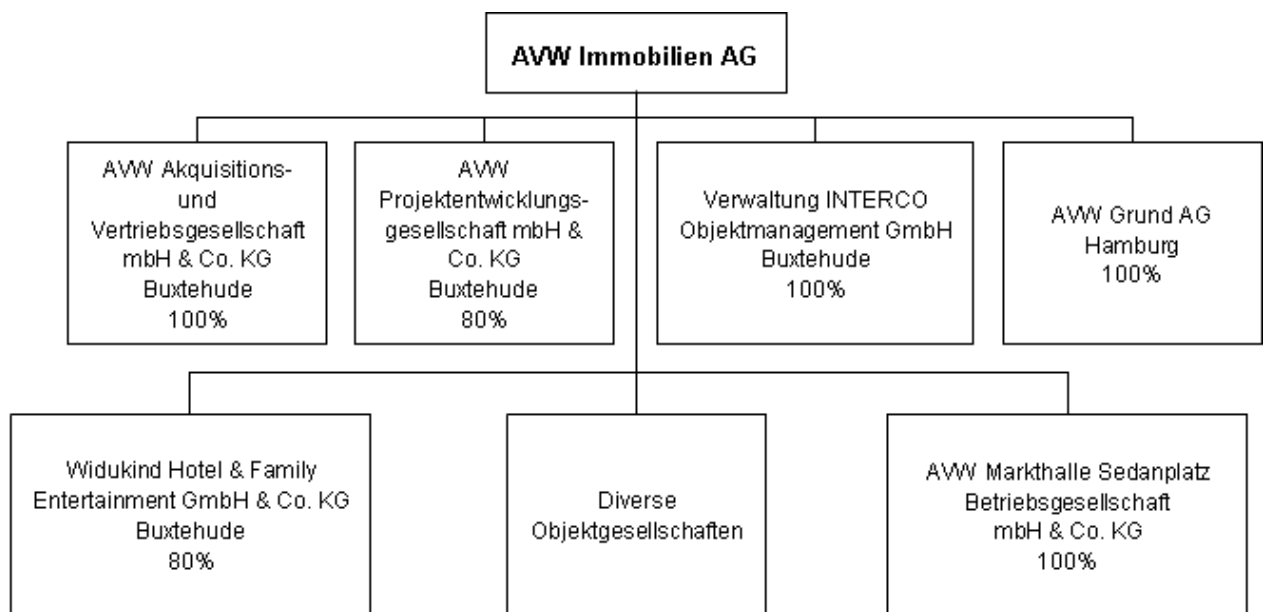 AVW Immobilien AG
AVW Akquisitions-
und
Vertriebsgesellschaft
mbH & Co. KG
Buxtehude
100%
AVW
Projektentwicklungs-
gesellschaft mbH &
Co. KG
Buxtehude
80%
Verwaltung INTERCO
Objektmanagement GmbH
Buxtehude
100%
AVW Grund AG
Hamburg
100%
Widukind Hotel & Family
Entertainment GmbH & Co. KG
Buxtehude
80%
Diverse
Objektgesellschaften
AVW Markthalle Sedanplatz
Betriebsgesellschaft
mbH & Co. KG
100%